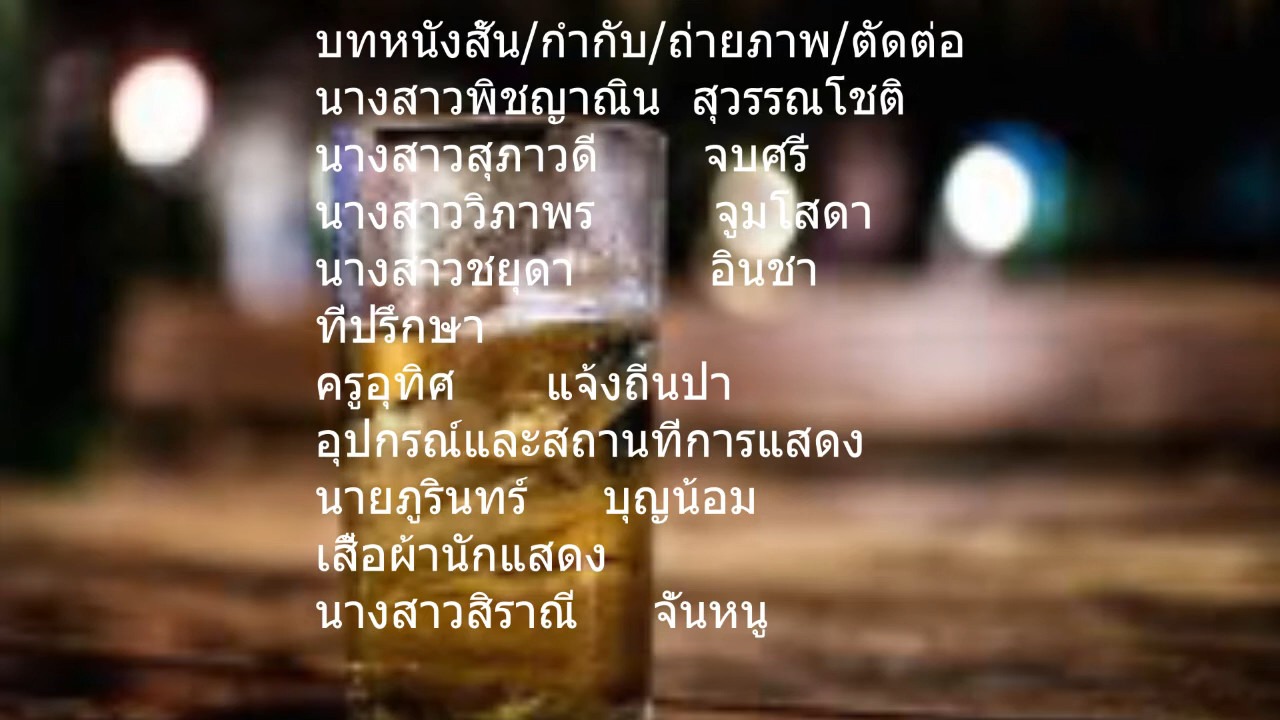 บทหนังสั้น/กำกับ/ถ่ายภาพ/ตัดต่อ
นางสาวพิชญาณิน สุวรรณโชติ
นางสาวสุภาวดี จบศรี
นางสาววิภาพร จูมโสดา
นางสาวชยุดา อินชา
ที่ปรึกษา
ครูอุทิศ แจ้งถิ่นปา
อุปกรณ์และสถานที่การแสดง
นายภูรินทร์ บุญน้อม
เสื้อผ้านักแสดง
นางสาวสิราณี จั่นหนู